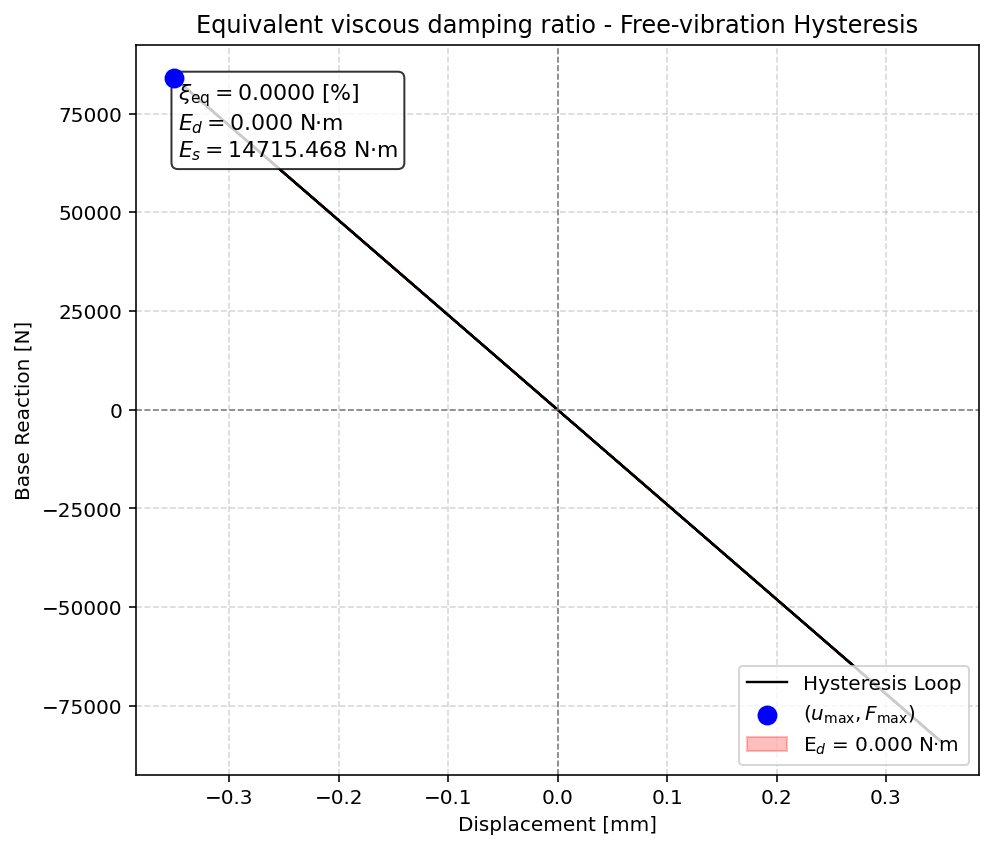 Equivalent viscous damping ratio - Free-vibration Hysteresis
ξeq = 0.0000 [%]
Ed = 0.000 N·m
Es = 14715.468 N·m
75000
50000
25000
0
−25000
−50000
−75000
Base Reaction [N]
Hysteresis Loop
(umax, Fmax)
Ed = 0.000 N·m
−0.3
−0.2
−0.1
0.0
0.1
0.2
0.3
Displacement [mm]